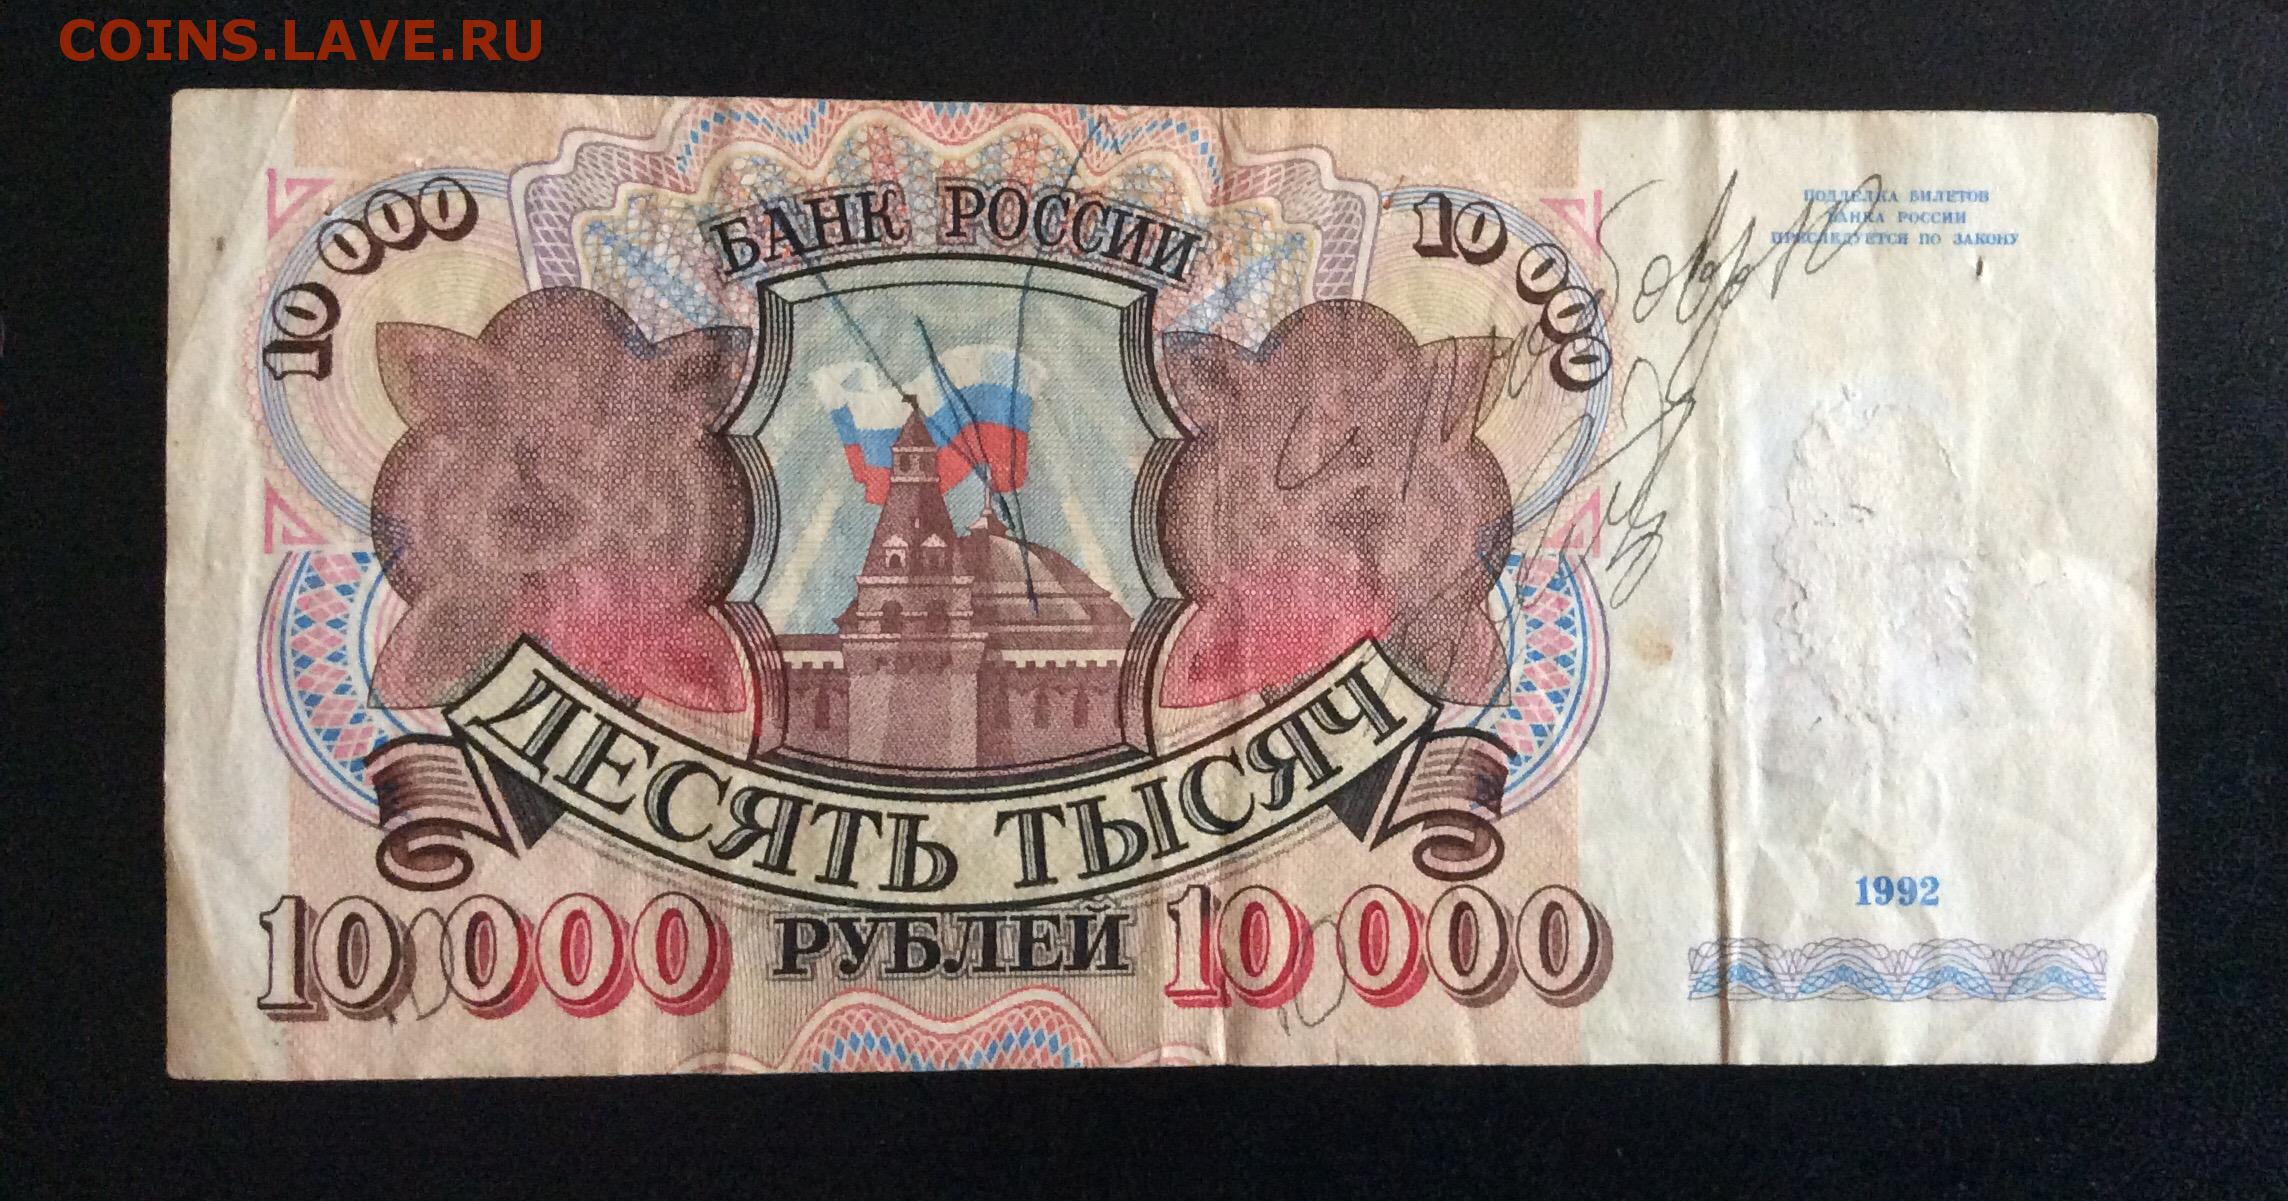 COINS.LAVE.RU
БАНК РОССИИ
10 000
10 000
ПОДДЕЛКА БИЛЕТОВ
БАНКА РОССИИ
ПРЕСЛЕДУЕТСЯ ПО ЗАКОНУ
ДЕСЯТЬ ТЫСЯЧ
10 000
РУБЛЕЙ
10 000
1992